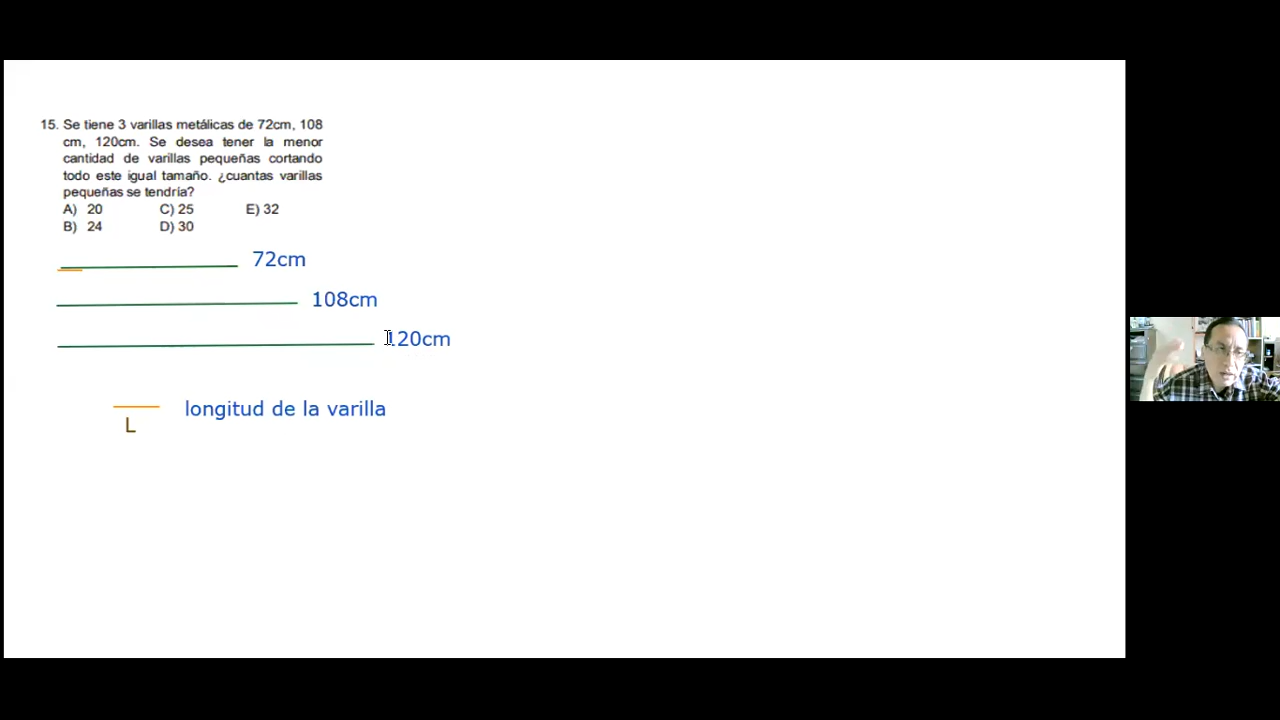 15. Se tiene 3 varillas metálicas de 72cm, 108
cm, 120cm. Se desea tener la menor
cantidad de varillas pequeñas cortando
todo este igual tamaño. ¿cuantas varillas
pequeñas se tendría?
A) 20 C) 25 E) 32
B) 24 D) 30
72cm
108cm
120cm
longitud de la varilla
L